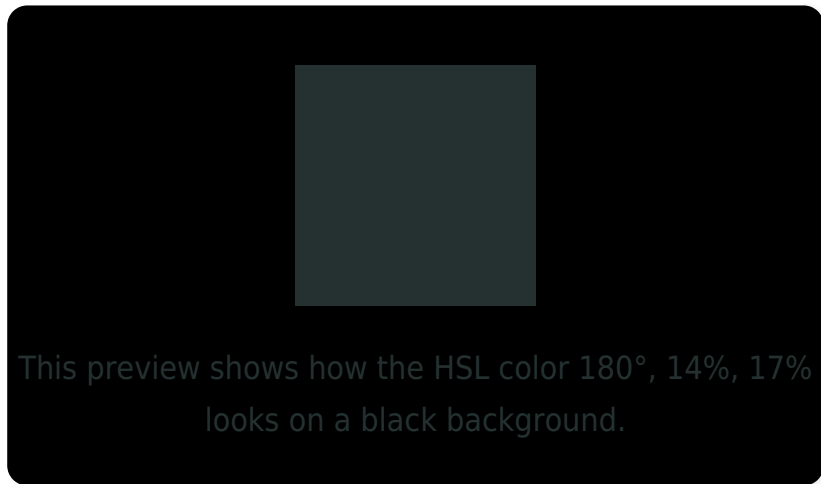 This preview shows how the HSL color 180°, 14%, 17%
looks on a black background.